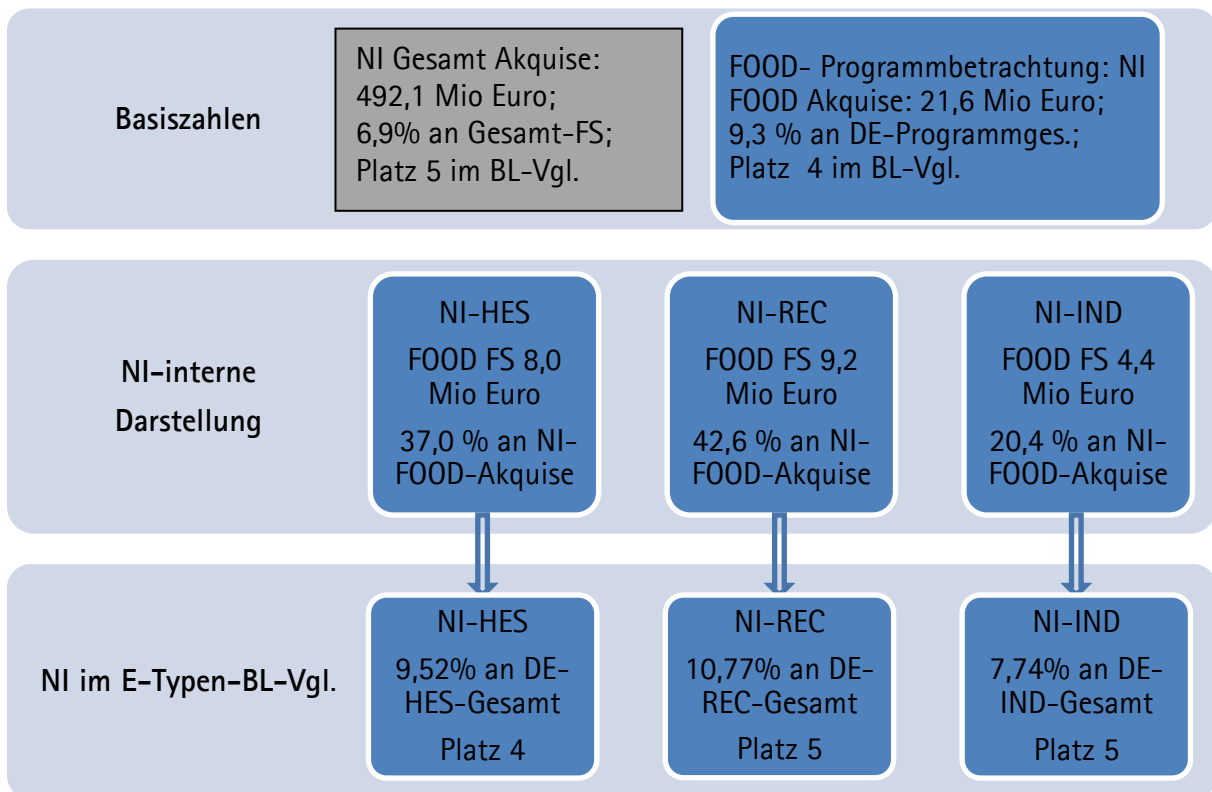 Basiszahlen
NI Gesamt Akquise:
492,1 Mio Euro;
6,9% an Gesamt-FS;
Platz 5 im BL-Vgl.
FOOD- Programmbetrachtung: NI
FOOD Akquise: 21,6 Mio Euro;
9,3 % an DE-Programmges.;
Platz 4 im BL-Vgl.
NI-interne
Darstellung
NI-HES
FOOD FS 8,0
Mio Euro
37,0 % an NI-
FOOD-Akquise
NI-REC
FOOD FS 9,2
Mio Euro
42,6 % an NI-
FOOD-Akquise
NI-IND
FOOD FS 4,4
Mio Euro
20,4 % an NI-
FOOD-Akquise
NI im E-Typen-BL-Vgl.
NI-HES
9,52% an DE-
HES-Gesamt
Platz 4
NI-REC
10,77% an DE-
REC-Gesamt
Platz 5
NI-IND
7,74% an DE-
IND-Gesamt
Platz 5